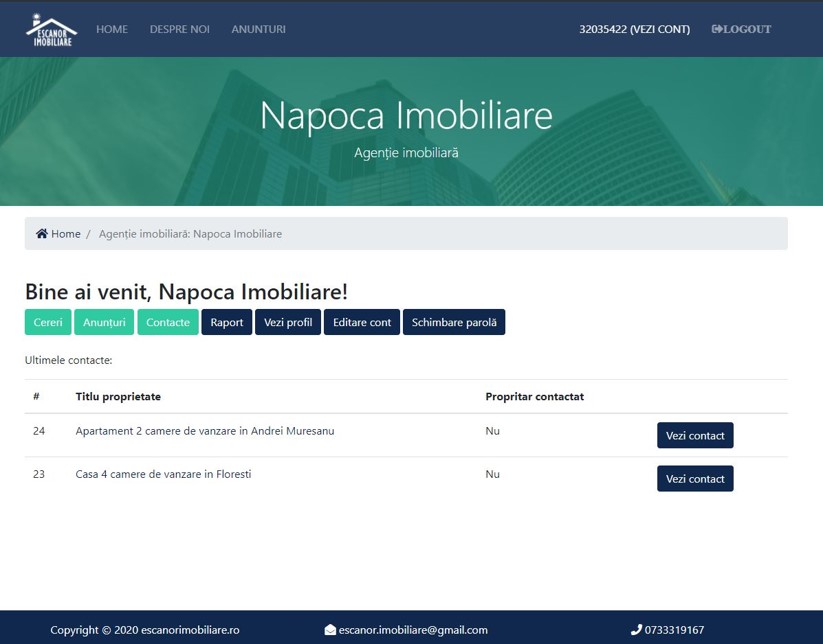 ESCANOR
IMOBILIARE
HOME DESPRE NOI ANUNTURI 32035422 (VEZI CONT) LOGOUT
Napoca Imobiliare
Agenție imobiliară
Home / Agenție imobiliară: Napoca Imobiliare
Bine ai venit, Napoca Imobiliare!
Cereri Anunțuri Contacte Raport Vezi profil Editare cont Schimbare parolă
Ultimele contacte:
# Titlu proprietate Propritar contactat
24 Apartament 2 camere de vanzare in Andrei Muresanu Nu Vezi contact
23 Casa 4 camere de vanzare in Floresti Nu Vezi contact
Copyright © 2020 escanorimobiliare.ro escanor.imobiliare@gmail.com 0733319167